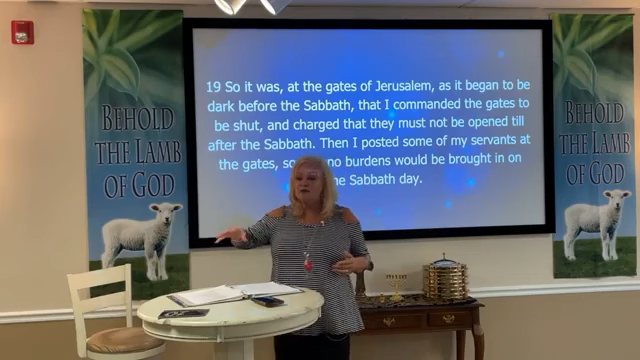 BEHOLD
THE LAMB
OF GOD
19 So it was, at the gates of Jerusalem, as it began to be
dark before the Sabbath, that I commanded the gates to
be shut, and charged that they must not be opened till
after the Sabbath. Then I posted some of my servants at
the gates, so no burdens would be brought in on
he Sabbath day.
BEHOLD
THE LAMB
OF GOD